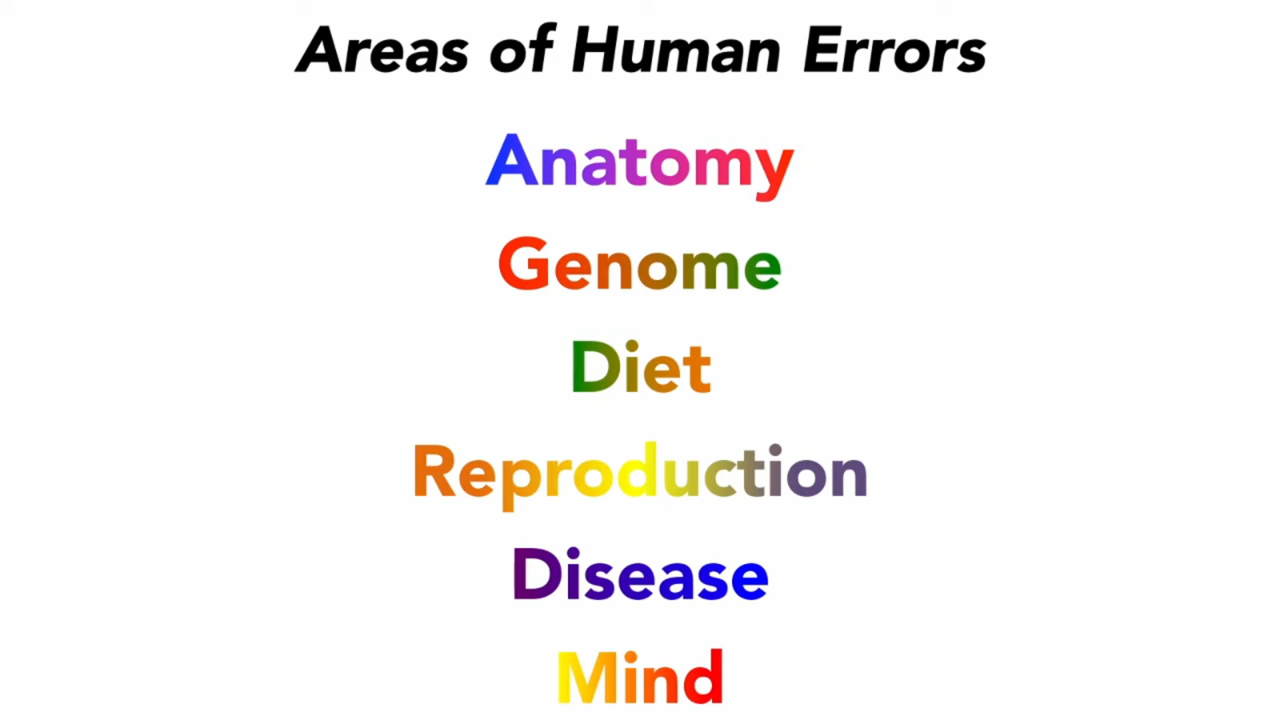 Areas of Human Errors
Anatomy
Genome
Diet
Reproduction
Disease
Mind